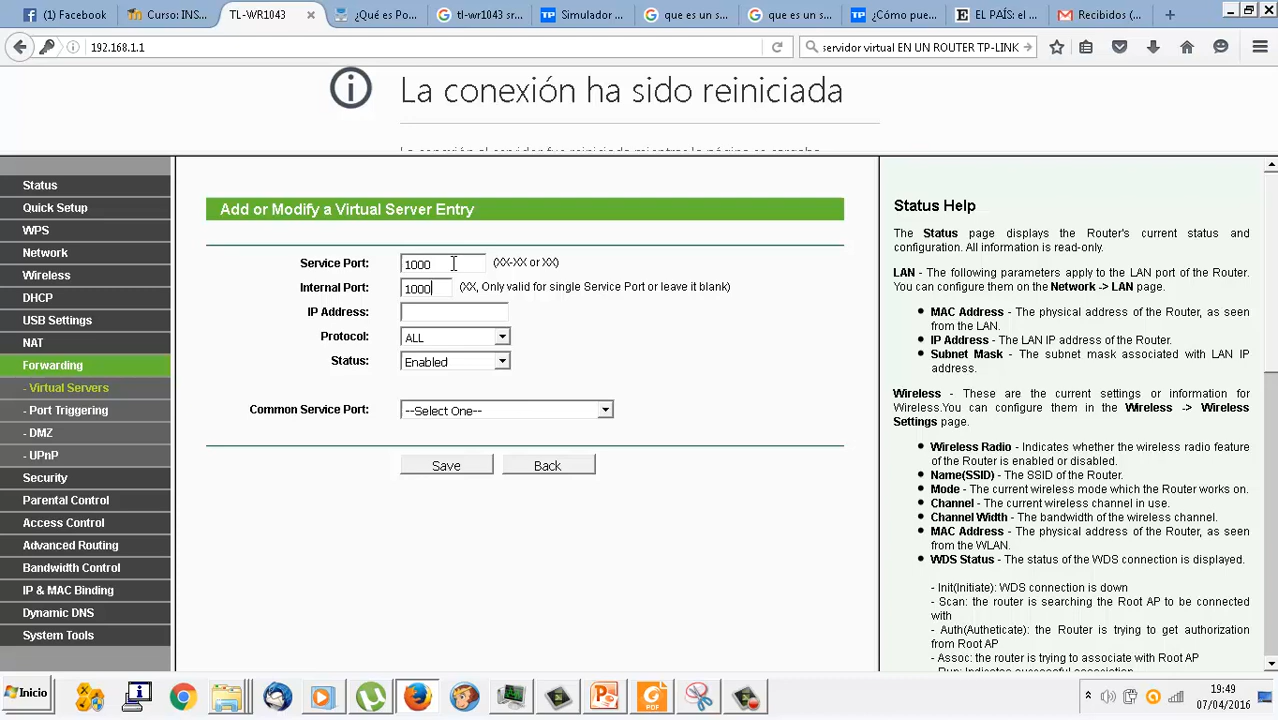 (1) Facebook
Curso: INS...
TL-WR1043
¿Qué es Po...
tl-wr1043 sr...
Simulador ...
que es un s...
que es un s...
¿Cómo pue...
EL PAÍS: el ...
Recibidos (...
192.168.1.1
servidor virtual EN UN ROUTER TP-LINK
La conexión ha sido reiniciada
Status
Quick Setup
WPS
Network
Wireless
DHCP
USB Settings
NAT
Forwarding
- Virtual Servers
- Port Triggering
- DMZ
- UPnP
Security
Parental Control
Access Control
Advanced Routing
Bandwidth Control
IP & MAC Binding
Dynamic DNS
System Tools
Add or Modify a Virtual Server Entry
Service Port: 1000 (XX-XX or XX)
Internal Port: 1000 (XX, Only valid for single Service Port or leave it blank)
IP Address:
Protocol: ALL
Status: Enabled
Common Service Port: --Select One--
Save Back
Status Help
The Status page displays the Router's current status and
configuration. All information is read-only.
LAN - The following parameters apply to the LAN port of the Router.
You can configure them on the Network -> LAN page.
MAC Address - The physical address of the Router, as seen
from the LAN.
IP Address - The LAN IP address of the Router.
Subnet Mask - The subnet mask associated with LAN IP
address.
Wireless - These are the current settings or information for
Wireless.You can configure them in the Wireless -> Wireless
Settings page.
Wireless Radio - Indicates whether the wireless radio feature
of the Router is enabled or disabled.
Name(SSID) - The SSID of the Router.
Mode - The current wireless mode which the Router works on.
Channel - The current wireless channel in use.
Channel Width - The bandwidth of the wireless channel.
MAC Address - The physical address of the Router, as seen
from the WLAN.
WDS Status - The status of the WDS connection is displayed.
- Init(Initiate): WDS connection is down
- Scan: the router is searching the Root AP to be connected
with
- Auth(Autheticate): the Router is trying to get authorization
from Root AP
- Assoc: the router is trying to associate with Root AP
Inicio
19:49
07/04/2016